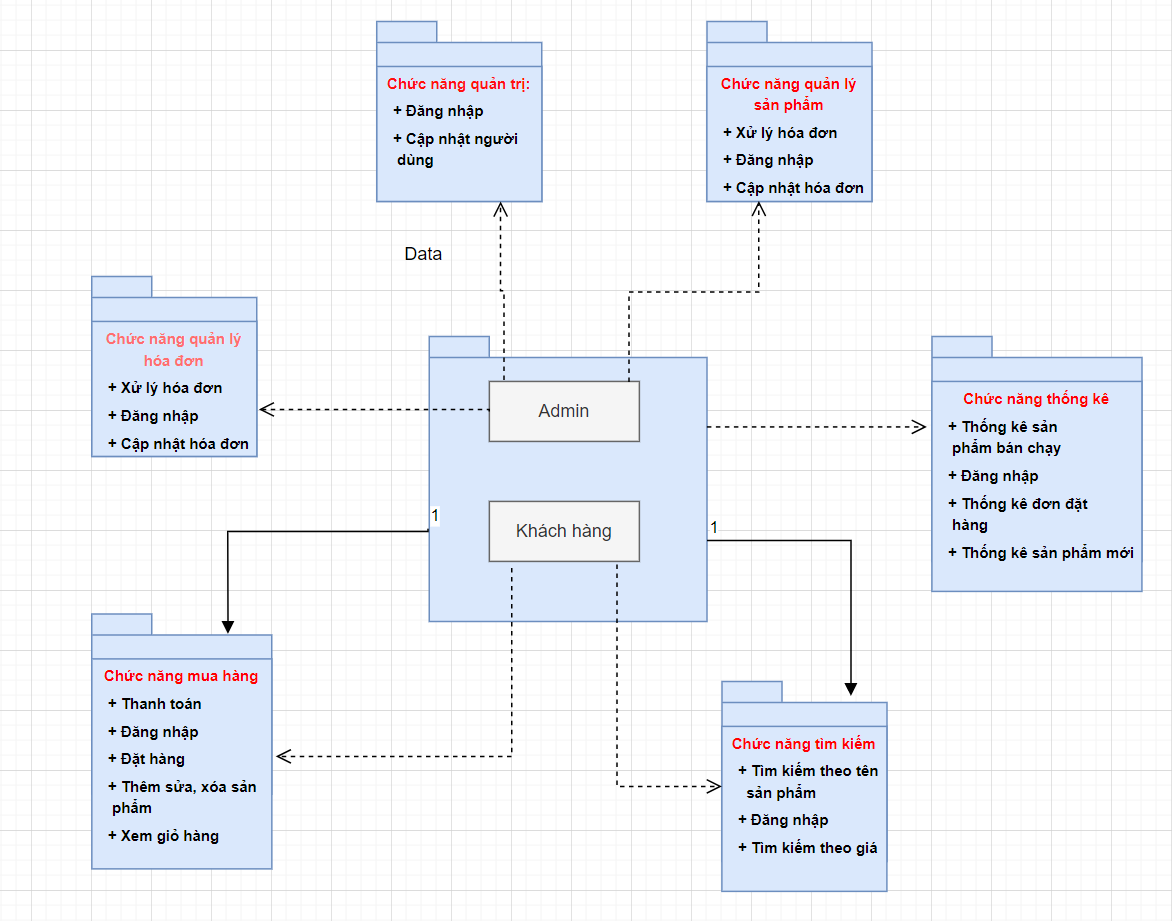 Chức năng quản trị:
+ Đăng nhập
+ Cập nhật người
dủng
Chức năng quản lý
sản phẩm
+ Xử lý hóa đơn
+ Đăng nhập
+ Cập nhật hóa đơn
Data
Chức năng quản lý
hóa đơn
+ Xử lý hóa đơn
+ Đăng nhập
+ Cập nhật hóa đơn
Admin
Chức năng thống kê
+ Thống kê sản
phẩm bán chạy
+ Đăng nhập
+ Thống kê đơn đặt
hàng
+ Thống kê sản phẩm mới
1
Khách hàng
1
Chức năng mua hàng
+ Thanh toán
+ Đăng nhập
+ Đặt hàng
+ Thêm sửa, xóa sản
phẩm
+ Xem giỏ hàng
Chức năng tìm kiếm
+ Tìm kiếm theo tên
sản phẩm
+ Đăng nhập
+ Tìm kiếm theo giá